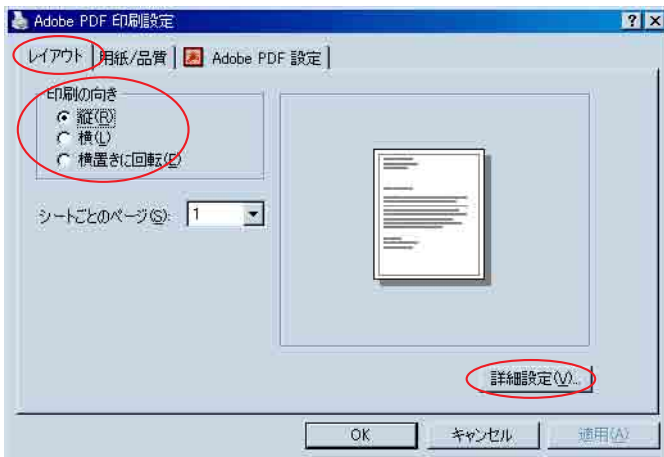 Adobe PDF 印刷設定
レイアウト 用紙/品質 Adobe PDF 設定
印刷の向き
縦(R)
横(L)
横置きに回転(E)
シートごとのページ(S): 1
詳細設定(V)...
OK キャンセル 適用(A)